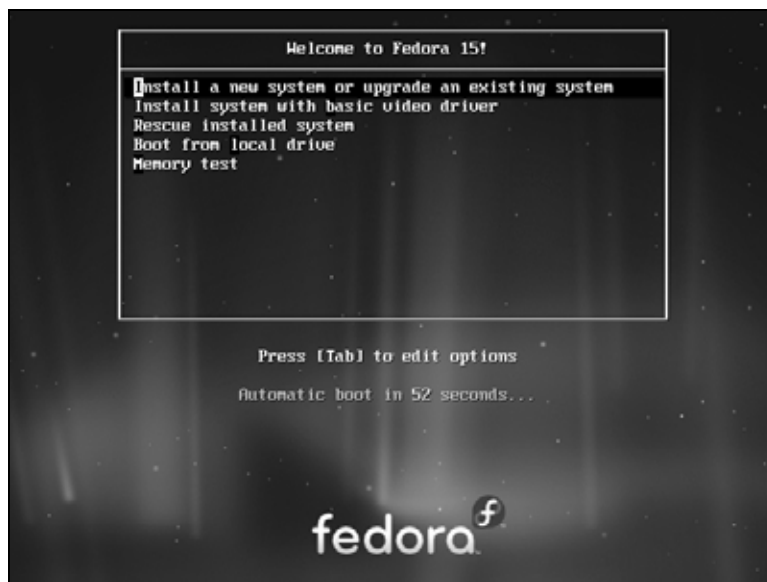 Welcome to Fedora 15!
Install a new system or upgrade an existing system
Install system with basic video driver
Rescue installed system
Boot from local drive
Memory test
Press [Tab] to edit options
Automatic boot in 52 seconds...
fedora